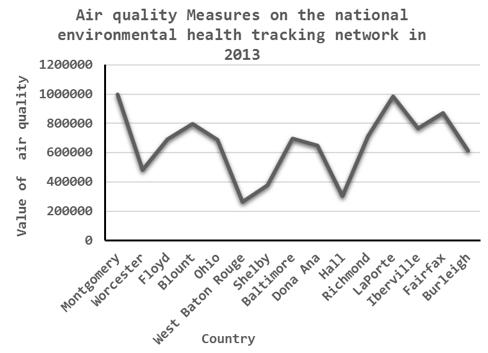 Air quality Measures on the national
environmental health tracking network in
2013
Value of  air quality
1200000
1000000
800000
600000
400000
200000
0
Montgomery
Worcester
Floyd
Blount
Ohio
West Baton Rouge
Shelby
Baltimore
Dona Ana
Hall
Richmond
LaPorte
Iberville
Fairfax
Burleigh
Country